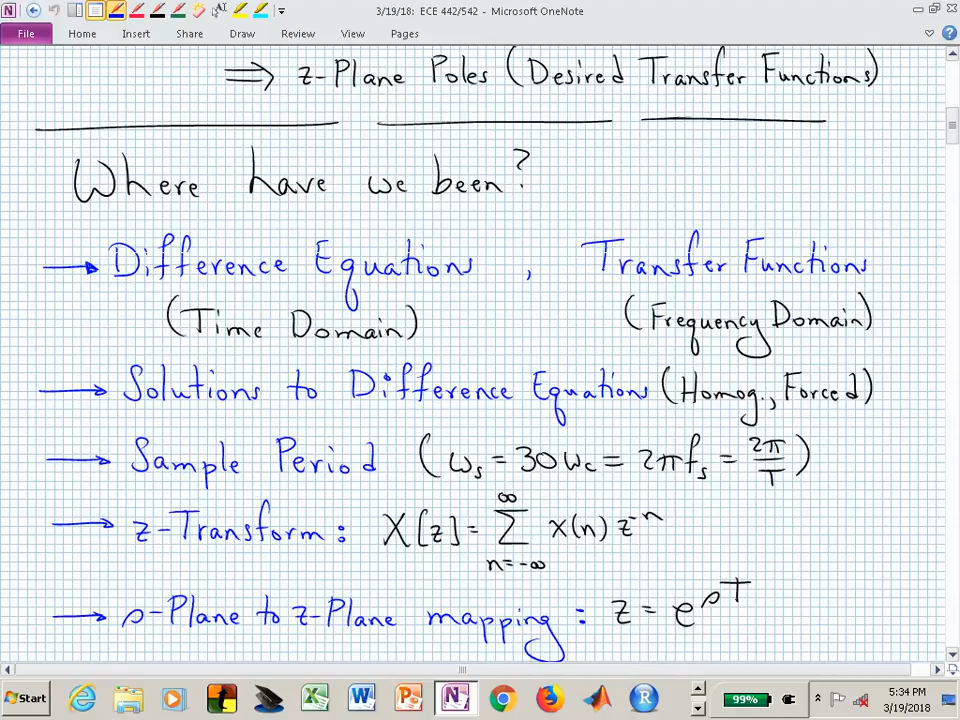 3/19/18: ECE 442/542 - Microsoft OneNote
File Home Insert Share Draw Review View Pages
⟹ z-Plane Poles (Desired Transfer Functions)
Where have we been?
→ Difference Equations , Transfer Functions
(Time Domain) (Frequency Domain)
→ Solutions to Difference Equations (Homog., Forced)
→ Sample Period (ωs = 30ωc = 2πfs = 2π/T)
→ z-Transform: X[z] = ∑_{n=-∞}^{∞} x(n) z^{-n}
→ s-Plane to z-Plane mapping: z = e^{sT}
Start 99% 5:34 PM
3/19/2018